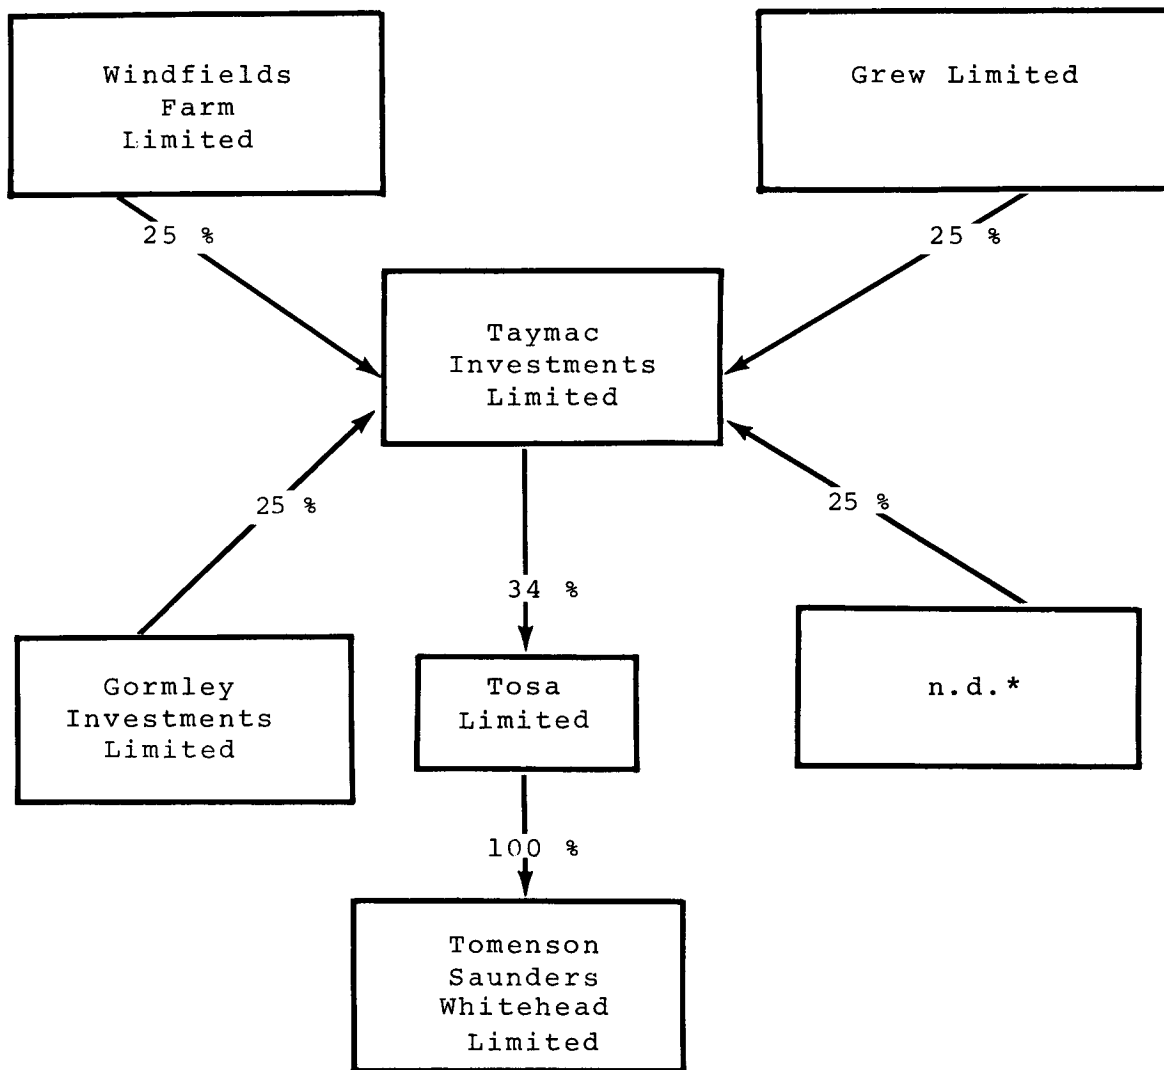 Windfields
Farm
Limited
Grew Limited
25 %
25 %
Taymac
Investments
Limited
25 %
25 %
34 %
Gormley
Investments
Limited
Tosa
Limited
n.d.*
100 %
Tomenson
Saunders
Whitehead
Limited